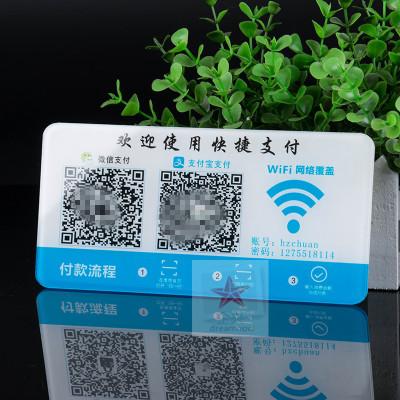 欢迎使用快捷支付
微信支付
支付宝支付
WiFi 网络覆盖
账号：hzchuan
密码：1275518114
付款流程
1
2
3